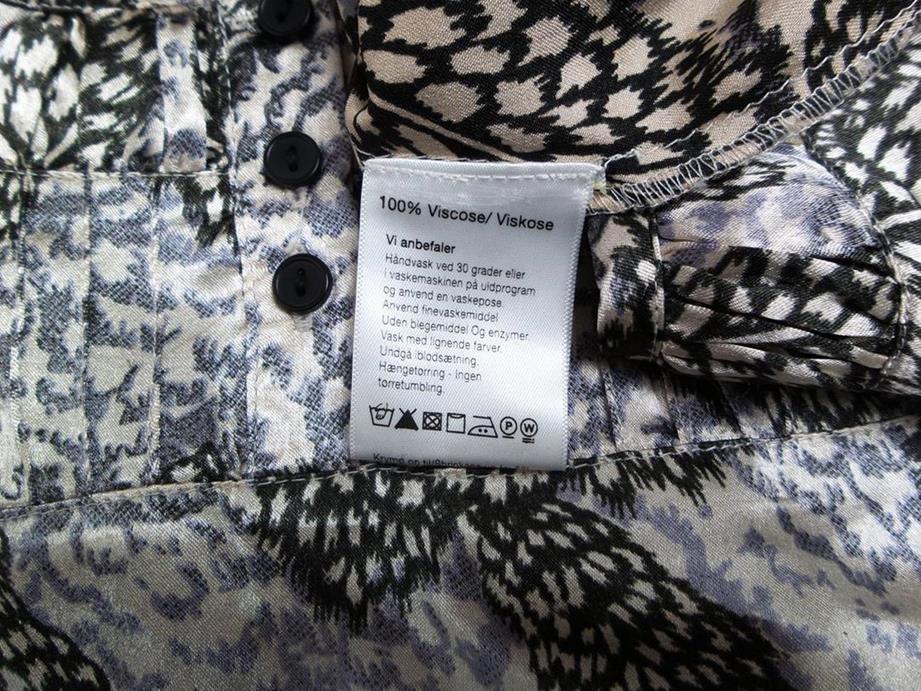 100% Viscose/ Viskose
Vi anbefaler
Håndvask ved 30 grader eller
i vaskemaskinen på uldprogram
og anvend en vaskepose.
Anvend finevaskemiddel
Uden blegemiddel Og enzymer
Vask med lignende farver.
Undgå iblødsætning.
Hængetørring - Ingen
tørretumbling.
P W